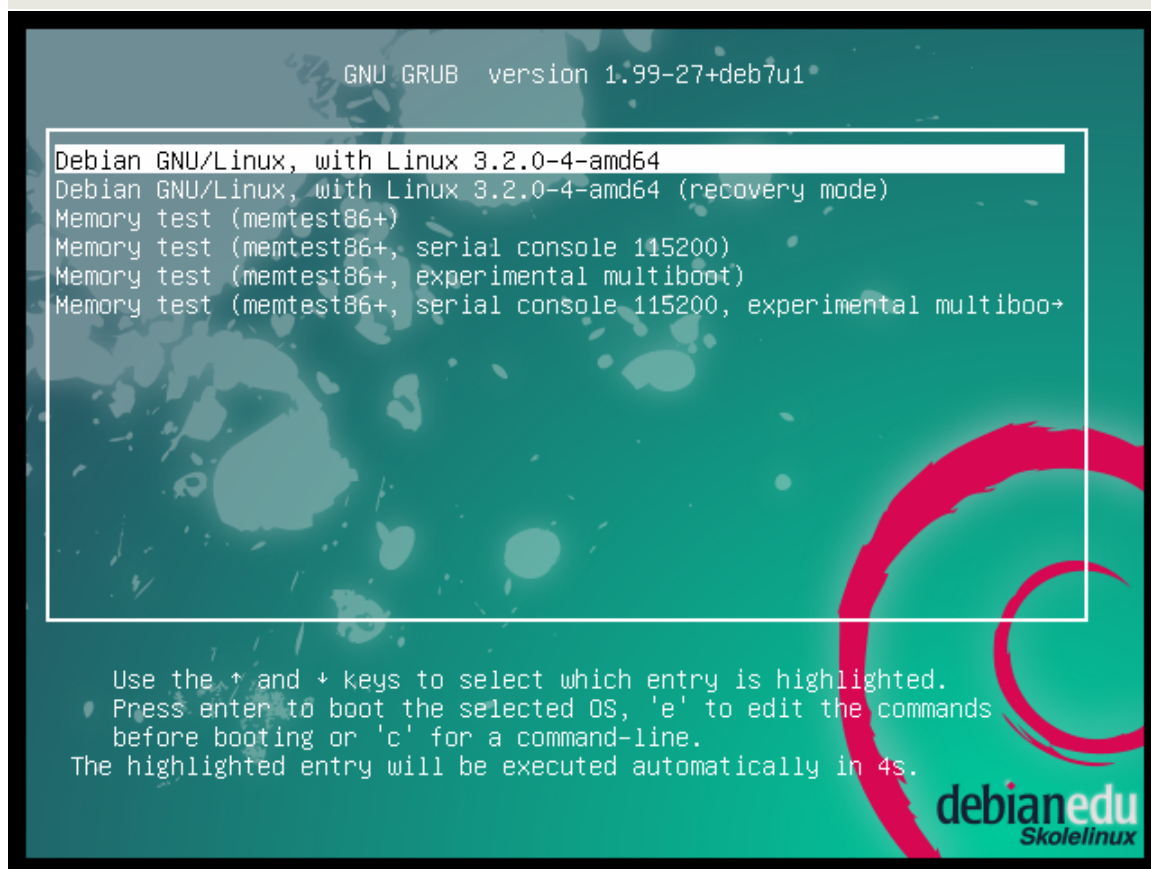 GNU GRUB  version 1.99-27+deb7u1
Debian GNU/Linux, with Linux 3.2.0-4-amd64
Debian GNU/Linux, with Linux 3.2.0-4-amd64 (recovery mode)
Memory test (memtest86+)
Memory test (memtest86+, serial console 115200)
Memory test (memtest86+, experimental multiboot)
Memory test (memtest86+, serial console 115200, experimental multiboo→
Use the ↑ and ↓ keys to select which entry is highlighted.
Press enter to boot the selected OS, 'e' to edit the commands
before booting or 'c' for a command-line.
The highlighted entry will be executed automatically in 4s.
debianedu
Skolelinux